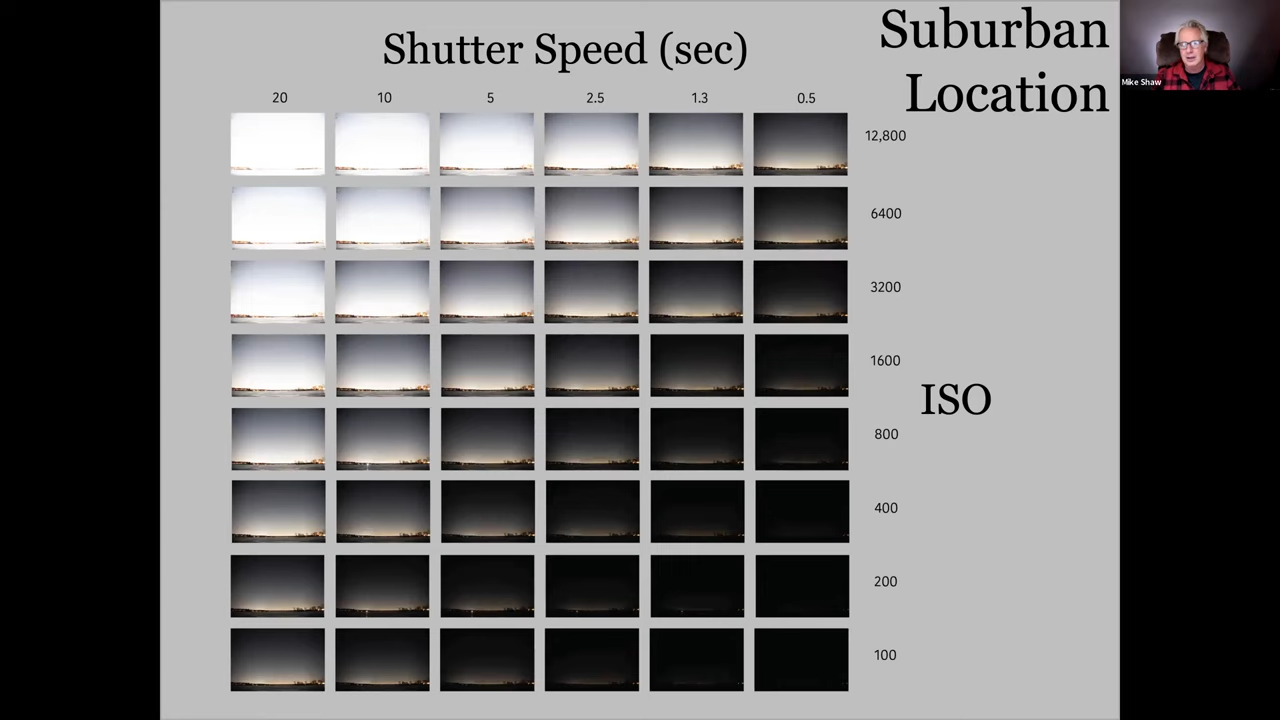 Suburban
Location
Shutter Speed (sec)
20 10 5 2.5 1.3 0.5
12,800
6400
3200
1600
ISO
800
400
200
100
Mike Shaw